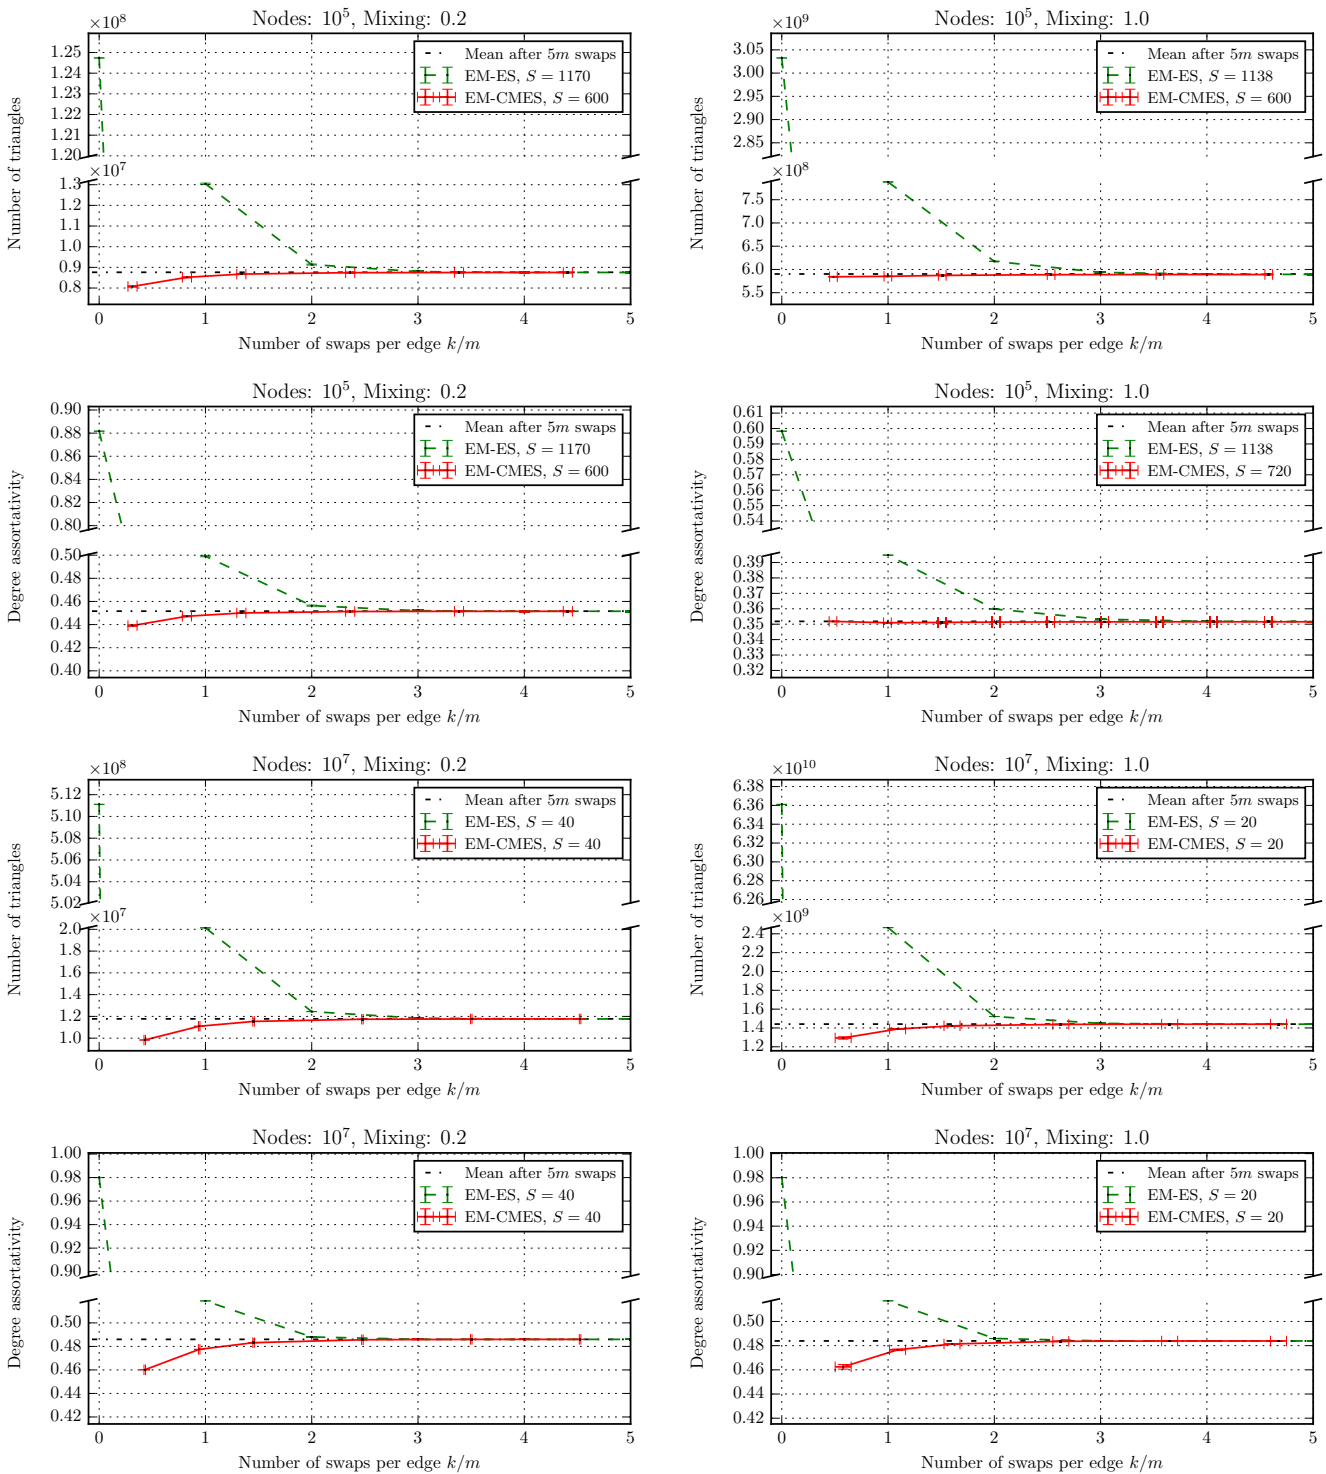 Nodes: 10^5, Mixing: 0.2
×10^8
1.25
1.24
1.23
1.22
1.21
1.20
×10^7
1.3
1.2
1.1
1.0
0.9
0.8
Number of triangles
Mean after 5m swaps
EM-ES, S = 1170
EM-CMES, S = 600
0 1 2 3 4 5
Number of swaps per edge k/m
Nodes: 10^5, Mixing: 1.0
×10^9
3.05
3.00
2.95
2.90
2.85
×10^8
7.5
7.0
6.5
6.0
5.5
Number of triangles
Mean after 5m swaps
EM-ES, S = 1138
EM-CMES, S = 600
0 1 2 3 4 5
Number of swaps per edge k/m
Nodes: 10^5, Mixing: 0.2
0.90
0.88
0.86
0.84
0.82
0.80
0.50
0.48
0.46
0.44
0.42
0.40
Degree assortativity
Mean after 5m swaps
EM-ES, S = 1170
EM-CMES, S = 600
0 1 2 3 4 5
Number of swaps per edge k/m
Nodes: 10^5, Mixing: 1.0
0.61
0.60
0.59
0.58
0.57
0.56
0.55
0.54
0.39
0.38
0.37
0.36
0.35
0.34
0.33
0.32
Degree assortativity
Mean after 5m swaps
EM-ES, S = 1138
EM-CMES, S = 720
0 1 2 3 4 5
Number of swaps per edge k/m
Nodes: 10^7, Mixing: 0.2
×10^8
5.12
5.10
5.08
5.06
5.04
5.02
×10^7
2.0
1.8
1.6
1.4
1.2
1.0
Number of triangles
Mean after 5m swaps
EM-ES, S = 40
EM-CMES, S = 40
0 1 2 3 4 5
Number of swaps per edge k/m
Nodes: 10^7, Mixing: 1.0
×10^10
6.38
6.36
6.34
6.32
6.30
6.28
6.26
×10^9
2.4
2.2
2.0
1.8
1.6
1.4
1.2
Number of triangles
Mean after 5m swaps
EM-ES, S = 20
EM-CMES, S = 20
0 1 2 3 4 5
Number of swaps per edge k/m
Nodes: 10^7, Mixing: 0.2
1.00
0.98
0.96
0.94
0.92
0.90
0.50
0.48
0.46
0.44
0.42
Degree assortativity
Mean after 5m swaps
EM-ES, S = 40
EM-CMES, S = 40
0 1 2 3 4 5
Number of swaps per edge k/m
Nodes: 10^7, Mixing: 1.0
1.00
0.98
0.96
0.94
0.92
0.90
0.50
0.48
0.46
0.44
0.42
Degree assortativity
Mean after 5m swaps
EM-ES, S = 20
EM-CMES, S = 20
0 1 2 3 4 5
Number of swaps per edge k/m